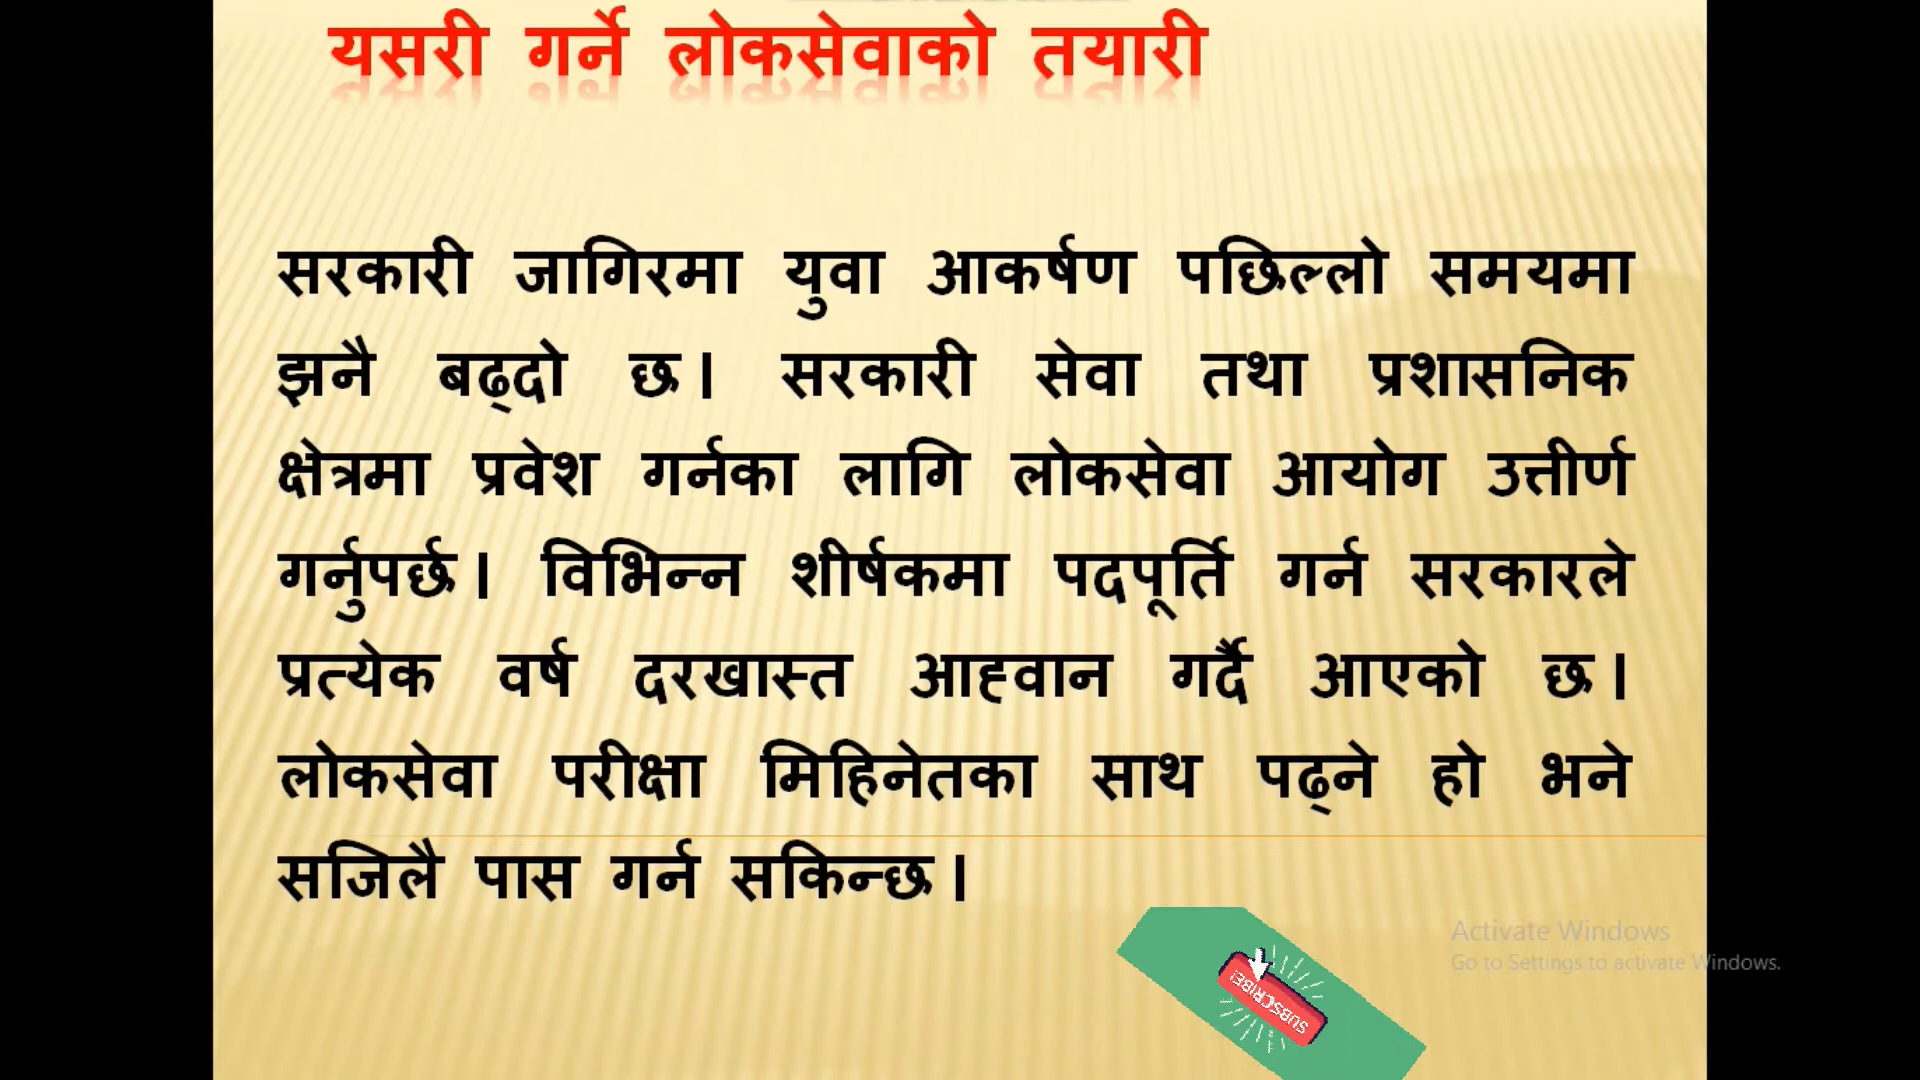 यसरी गर्ने लोकसेवाको तयारी
सरकारी जागिरमा युवा आकर्षण पछिल्लो समयमा
झनै बढ्दो छ। सरकारी सेवा तथा प्रशासनिक
क्षेत्रमा प्रवेश गर्नका लागि लोकसेवा आयोग उत्तीर्ण
गर्नुपर्छ। विभिन्न शीर्षकमा पदपूर्ति गर्न सरकारले
प्रत्येक वर्ष दरखास्त आह्वान गर्दै आएको छ।
लोकसेवा परीक्षा मिहिनेतका साथ पढ्ने हो भने
सजिलै पास गर्न सकिन्छ।
Activate Windows
Go to Settings to activate Windows.
SUBSCRIBE!